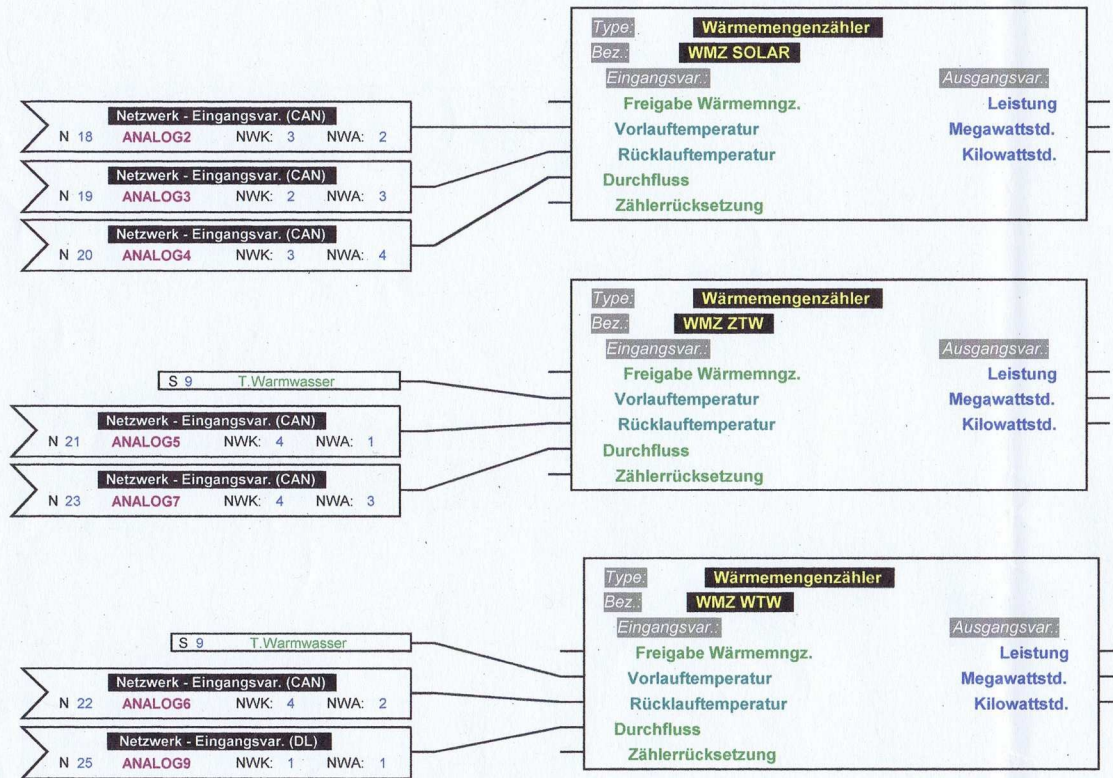 Type: Wärmemengenzähler
Bez.: WMZ SOLAR
Eingangsvar.: Ausgangsvar.:
Freigabe Wärmemngz. Leistung
Vorlauftemperatur Megawattstd.
Rücklauftemperatur Kilowattstd.
Durchfluss
Zählerrücksetzung
Netzwerk - Eingangsvar. (CAN)
N 18 ANALOG2 NWK: 3 NWA: 2
Netzwerk - Eingangsvar. (CAN)
N 19 ANALOG3 NWK: 2 NWA: 3
Netzwerk - Eingangsvar. (CAN)
N 20 ANALOG4 NWK: 3 NWA: 4
Type: Wärmemengenzähler
Bez.: WMZ ZTW
Eingangsvar.: Ausgangsvar.:
Freigabe Wärmemngz. Leistung
Vorlauftemperatur Megawattstd.
Rücklauftemperatur Kilowattstd.
Durchfluss
Zählerrücksetzung
S 9 T.Warmwasser
Netzwerk - Eingangsvar. (CAN)
N 21 ANALOG5 NWK: 4 NWA: 1
Netzwerk - Eingangsvar. (CAN)
N 23 ANALOG7 NWK: 4 NWA: 3
Type: Wärmemengenzähler
Bez.: WMZ WTW
Eingangsvar.: Ausgangsvar.:
Freigabe Wärmemngz. Leistung
Vorlauftemperatur Megawattstd.
Rücklauftemperatur Kilowattstd.
Durchfluss
Zählerrücksetzung
S 9 T.Warmwasser
Netzwerk - Eingangsvar. (CAN)
N 22 ANALOG6 NWK: 4 NWA: 2
Netzwerk - Eingangsvar. (DL)
N 25 ANALOG9 NWK: 1 NWA: 1